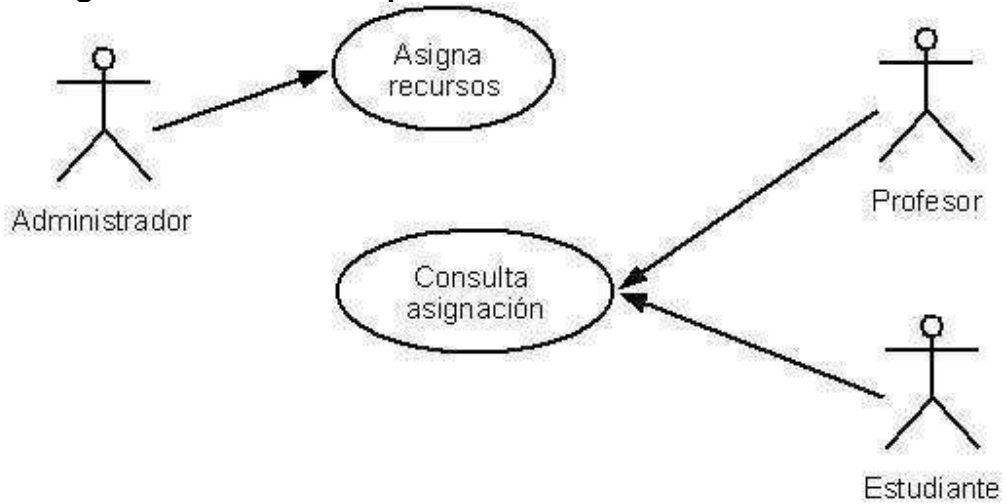 Asigna
recursos
Administrador
Profesor
Consulta
asignación
Estudiante